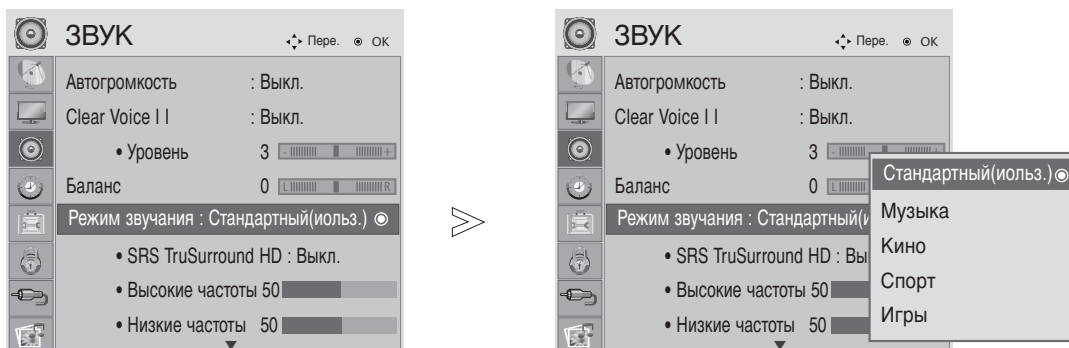 ЗВУК Пере. OK
Автогромкость : Выкл.
Clear Voice I I : Выкл.
• Уровень 3 - +
Баланс 0 L R
Режим звучания : Стандартный(иольз.)
• SRS TruSurround HD : Выкл.
• Высокие частоты 50
• Низкие частоты 50
ЗВУК Пере. OK
Автогромкость : Выкл.
Clear Voice I I : Выкл.
• Уровень 3 - +
Баланс 0 L
Режим звучания : Стандартный(и
• SRS TruSurround HD : Вы
• Высокие частоты 50
• Низкие частоты 50
Стандартный(иольз.)
Музыка
Кино
Спорт
Игры